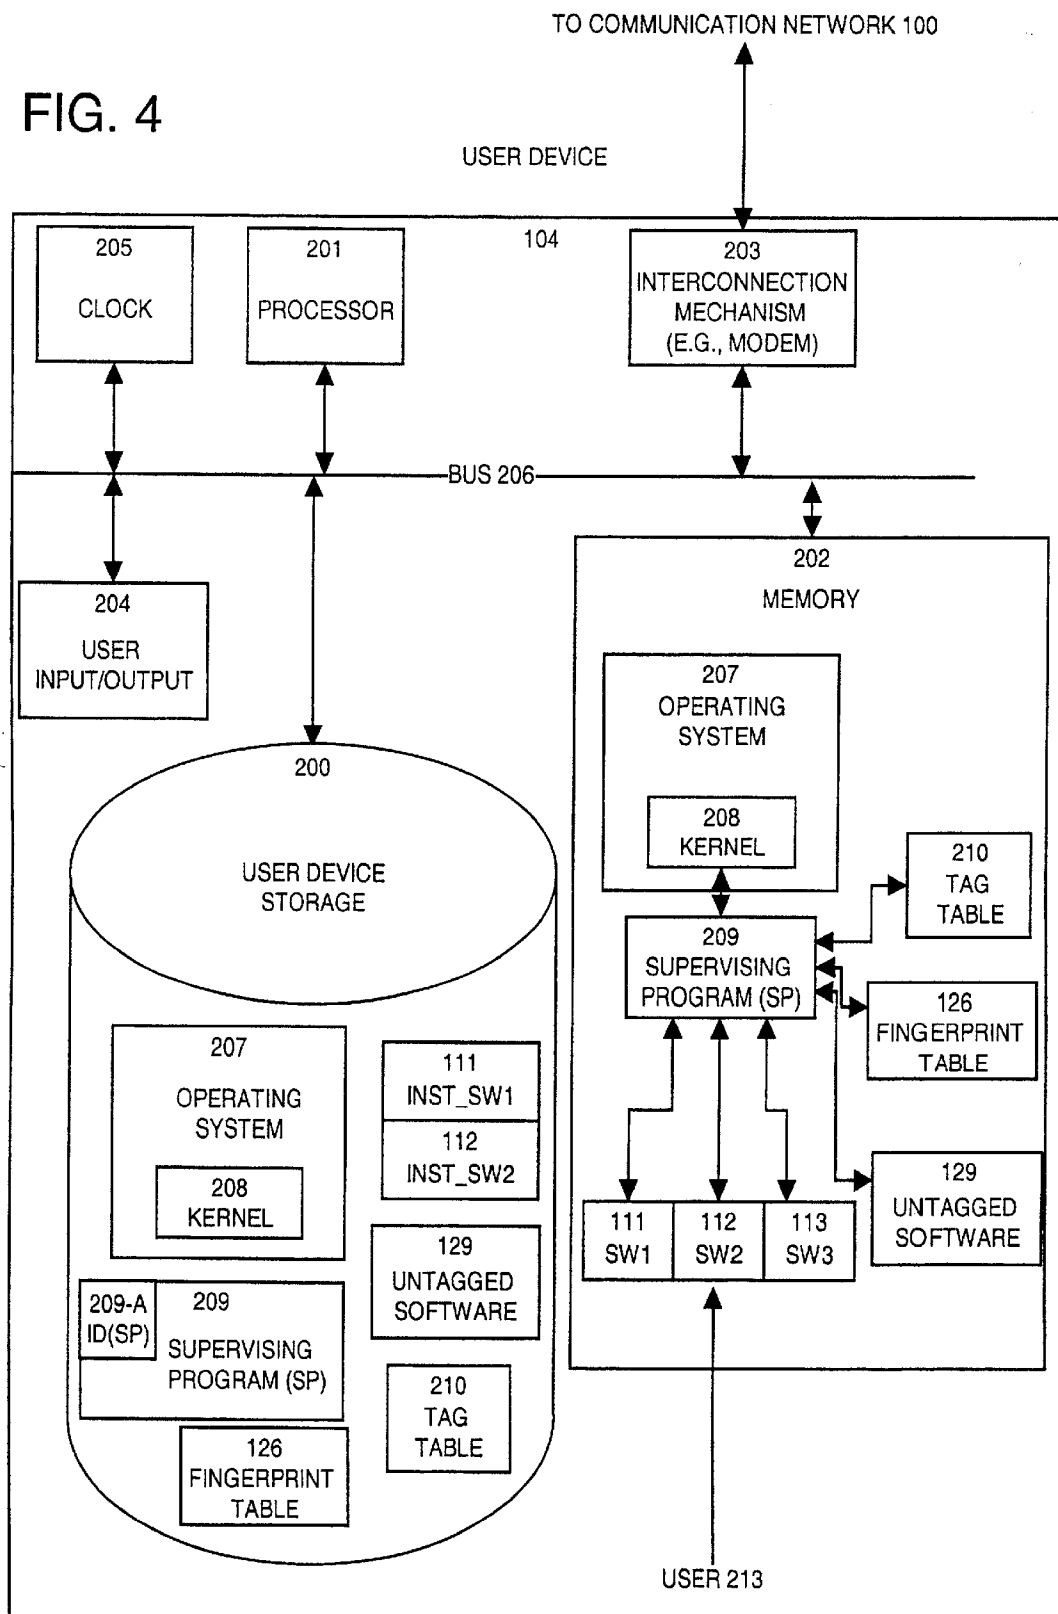 TO COMMUNICATION NETWORK 100
FIG. 4
USER DEVICE
104
205
CLOCK
201
PROCESSOR
203
INTERCONNECTION
MECHANISM
(E.G., MODEM)
BUS 206
204
USER
INPUT/OUTPUT
200
USER DEVICE
STORAGE
207
OPERATING
SYSTEM
208
KERNEL
111
INST_SW1
112
INST_SW2
129
UNTAGGED
SOFTWARE
209-A
ID(SP)
209
SUPERVISING
PROGRAM (SP)
210
TAG
TABLE
126
FINGERPRINT
TABLE
202
MEMORY
207
OPERATING
SYSTEM
208
KERNEL
209
SUPERVISING
PROGRAM (SP)
210
TAG
TABLE
126
FINGERPRINT
TABLE
129
UNTAGGED
SOFTWARE
111
SW1
112
SW2
113
SW3
USER 213